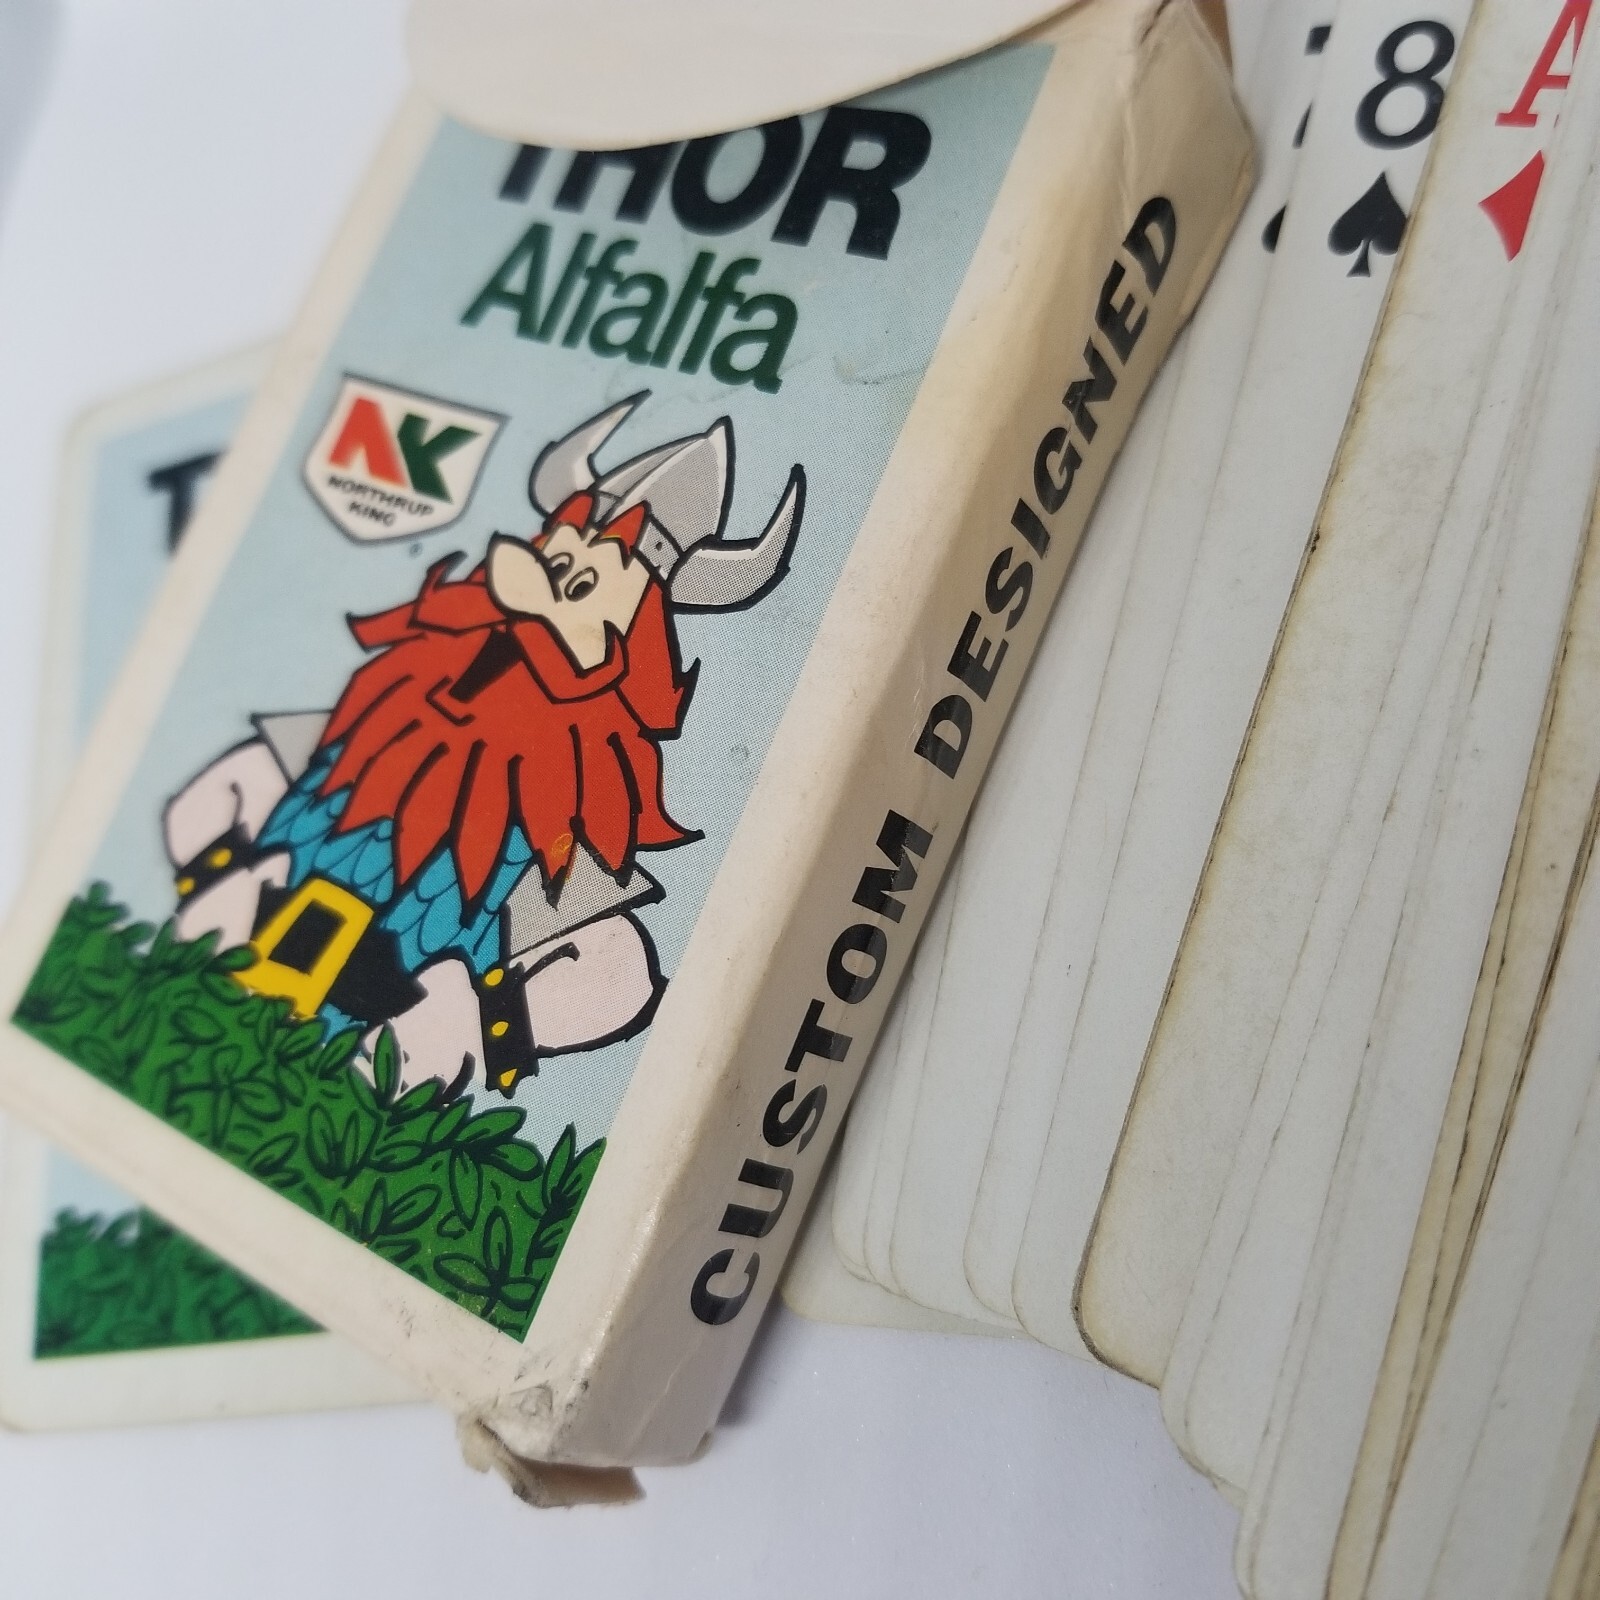 THOR
Alfalfa
NK
NORTHRUP
KING
CUSTOM DESIGNED
8
A
T